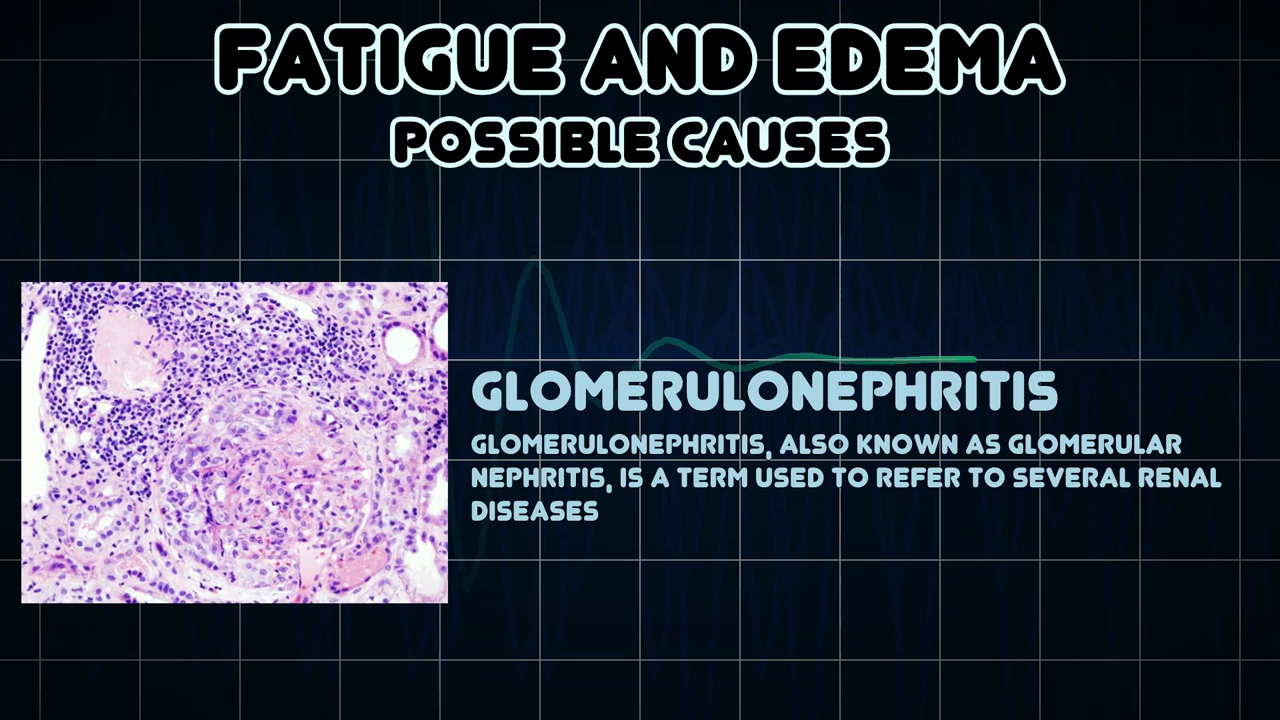 FATIGUE AND EDEMA
POSSIBLE CAUSES
GLOMERULONEPHRITIS
GLOMERULONEPHRITIS, ALSO KNOWN AS GLOMERULAR
NEPHRITIS, IS A TERM USED TO REFER TO SEVERAL RENAL
DISEASES